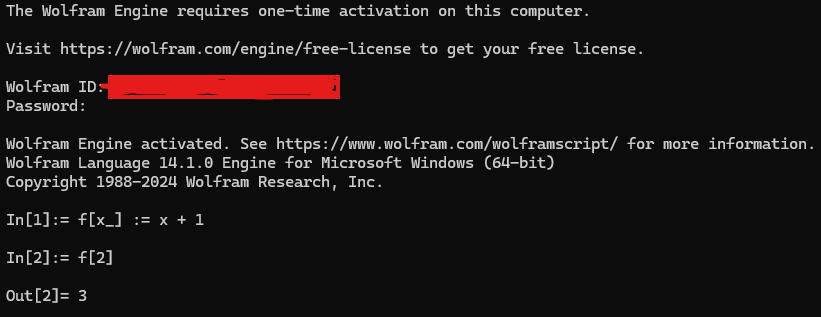 The Wolfram Engine requires one-time activation on this computer.
Visit https://wolfram.com/engine/free-license to get your free license.
Wolfram ID:
Password:
Wolfram Engine activated. See https://www.wolfram.com/wolframscript/ for more information.
Wolfram Language 14.1.0 Engine for Microsoft Windows (64-bit)
Copyright 1988-2024 Wolfram Research, Inc.
In[1]:= f[x_] := x + 1
In[2]:= f[2]
Out[2]= 3